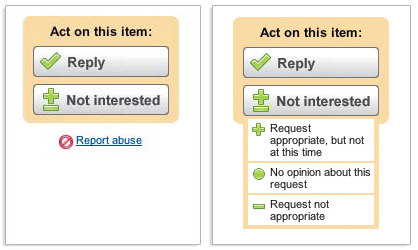 Act on this item:
Reply
Not interested
Report abuse
Act on this item:
Reply
Not interested
Request
appropriate, but not
at this time
No opinion about this
request
Request not
appropriate